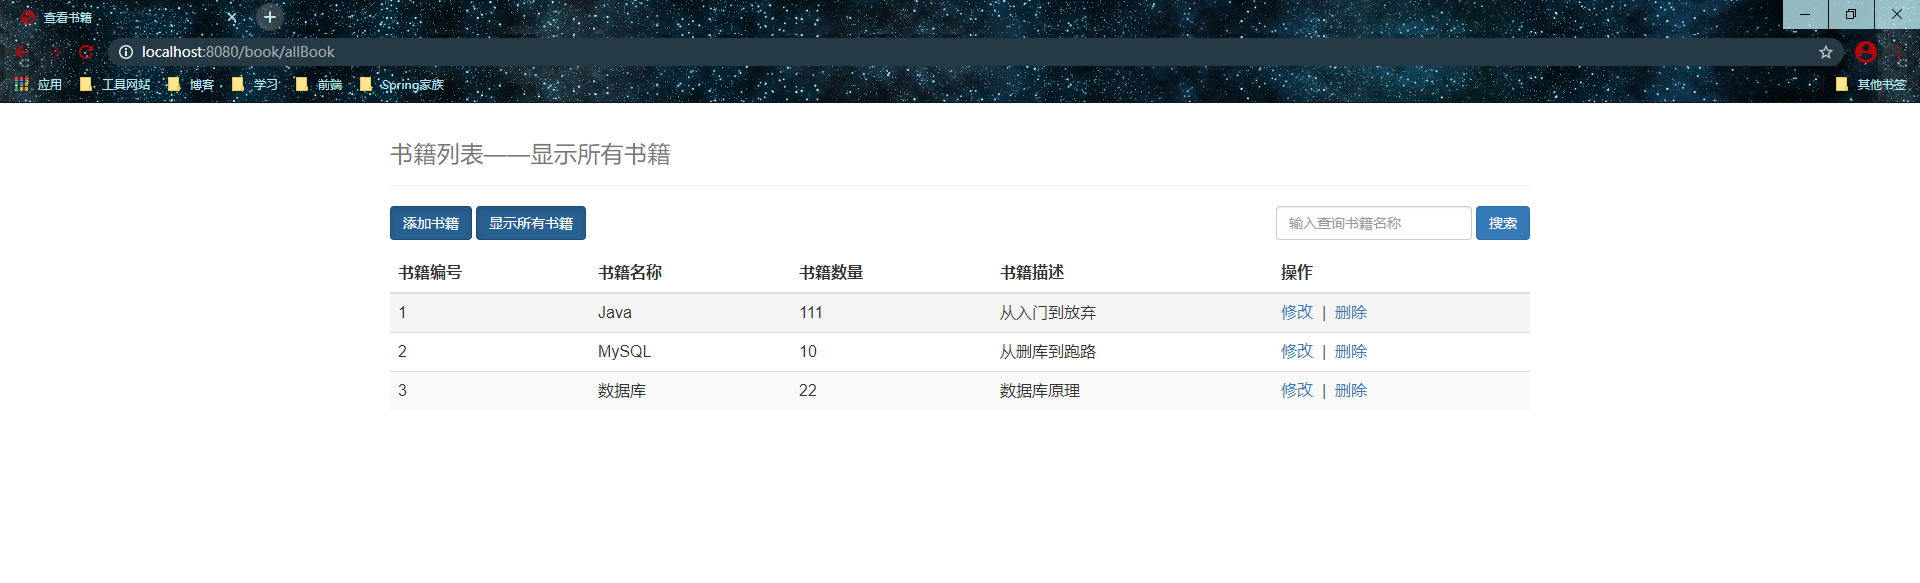 查看书籍
localhost:8080/book/allBook
应用 工具网站 博客 学习 前端 Spring家族 其他书签
书籍列表——显示所有书籍
添加书籍 显示所有书籍 输入查询书籍名称 搜索
书籍编号 书籍名称 书籍数量 书籍描述 操作
1 Java 111 从入门到放弃 修改 | 删除
2 MySQL 10 从删库到跑路 修改 | 删除
3 数据库 22 数据库原理 修改 | 删除